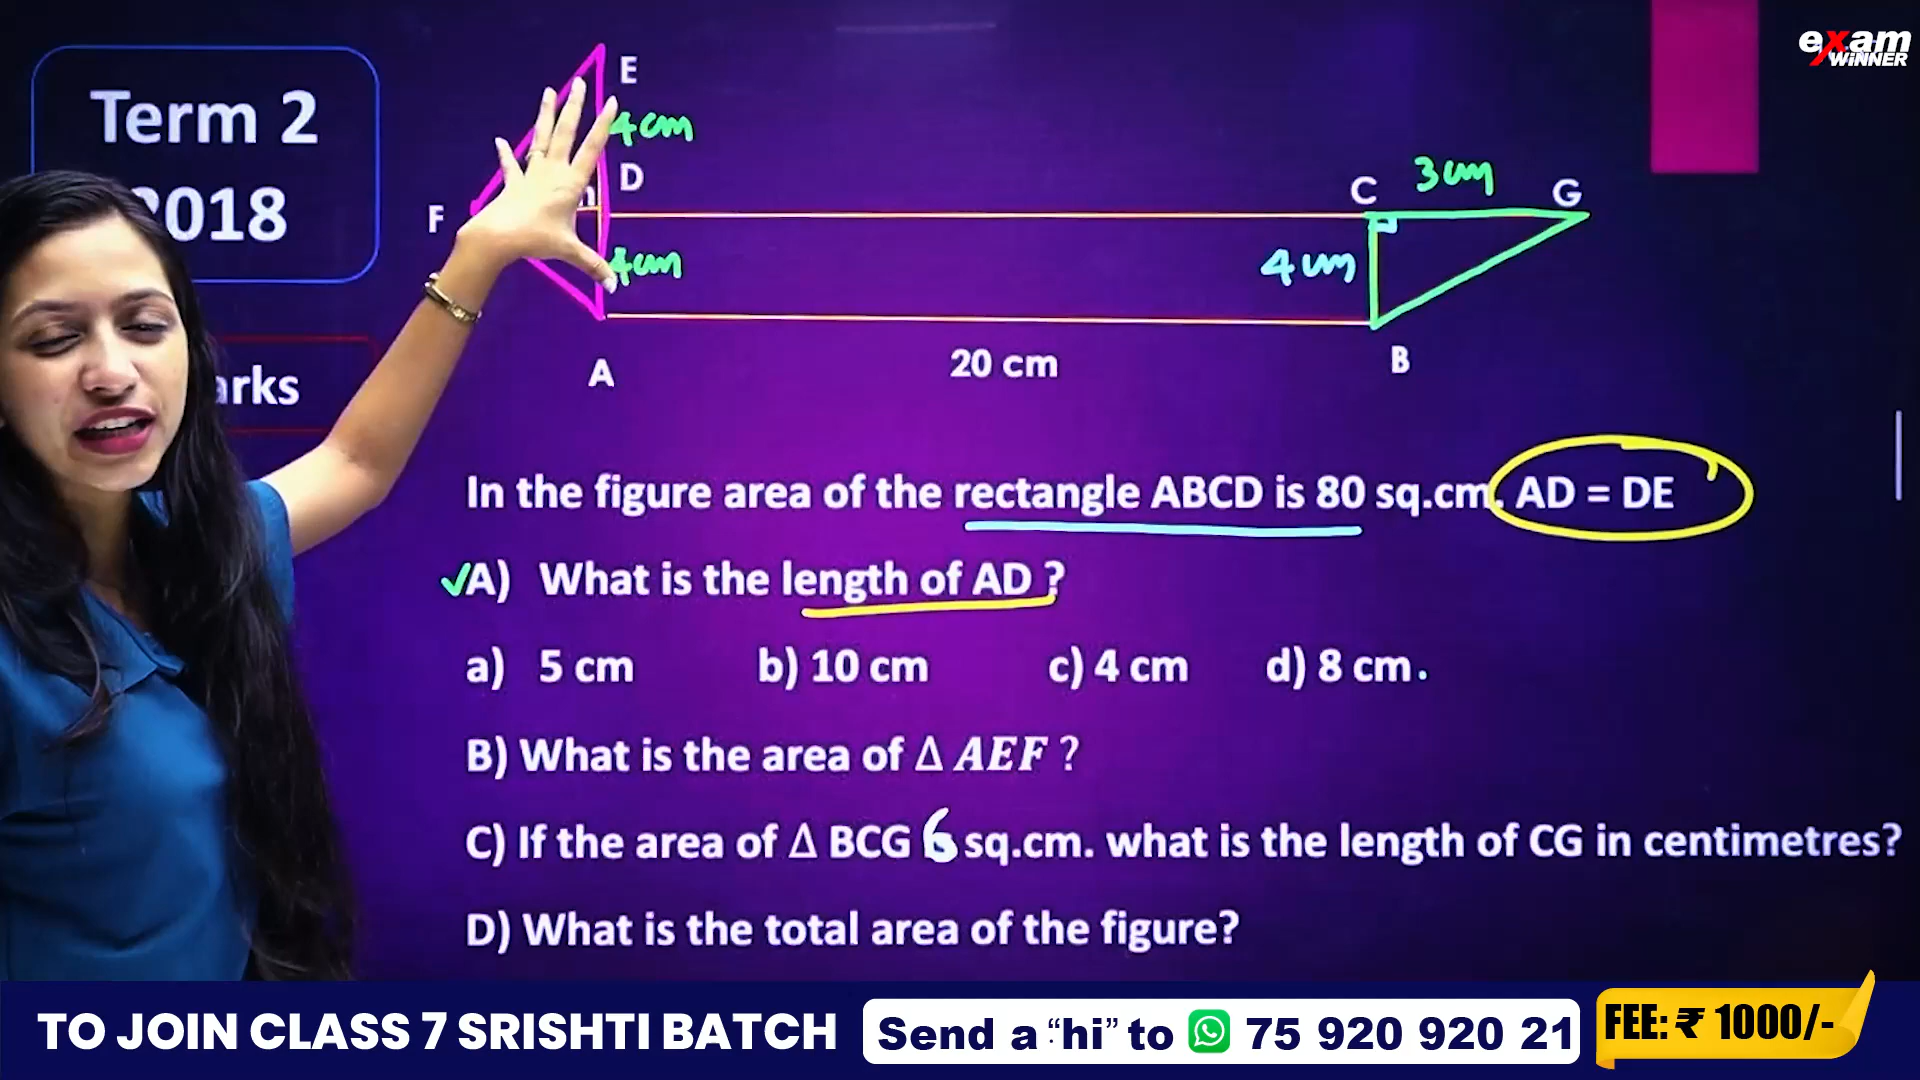 exam
WINNER
Term 2
2018
arks
E
4cm
D
F
4cm
C
3cm
G
4cm
A
20 cm
B
In the figure area of the rectangle ABCD is 80 sq.cm. AD = DE
✓A) What is the length of AD ?
a) 5 cm b) 10 cm c) 4 cm d) 8 cm.
B) What is the area of Δ AEF ?
C) If the area of Δ BCG 6 sq.cm. what is the length of CG in centimetres?
D) What is the total area of the figure?
TO JOIN CLASS 7 SRISHTI BATCH
Send a “hi” to 75 920 920 21
FEE: ₹ 1000/-